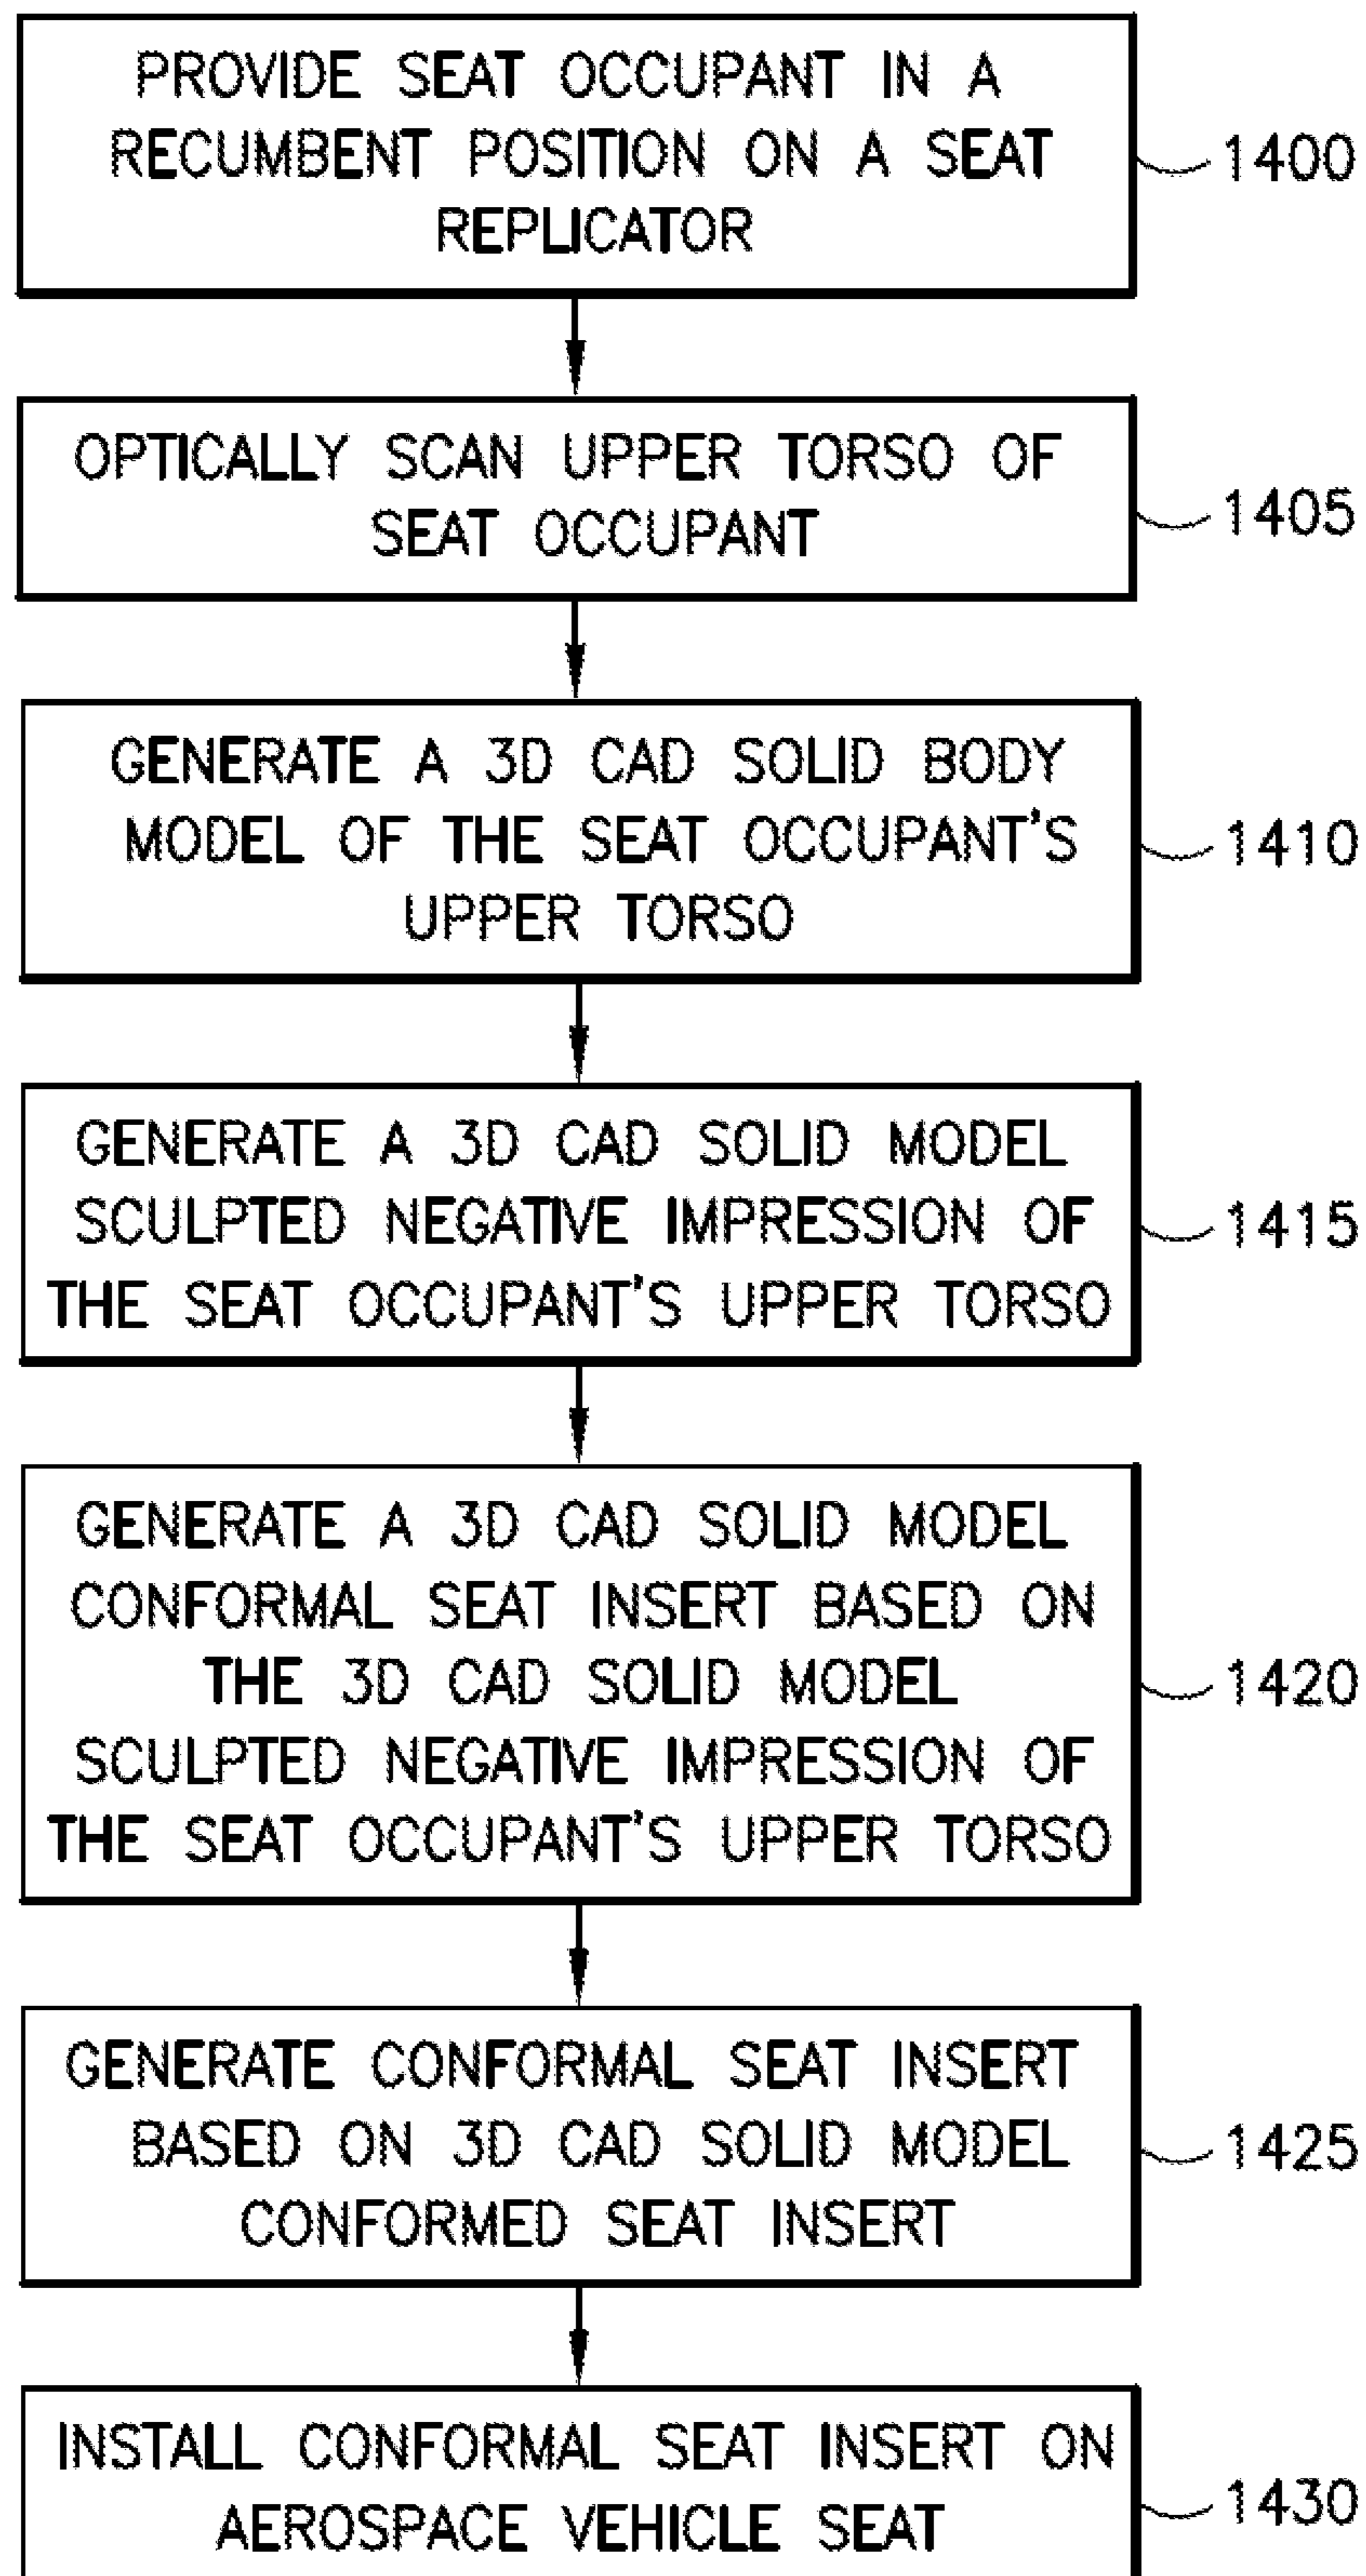 PROVIDE SEAT OCCUPANT IN A
RECUMBENT POSITION ON A SEAT
REPLICATOR
1400
OPTICALLY SCAN UPPER TORSO OF
SEAT OCCUPANT
1405
GENERATE A 3D CAD SOLID BODY
MODEL OF THE SEAT OCCUPANT'S
UPPER TORSO
1410
GENERATE A 3D CAD SOLID MODEL
SCULPTED NEGATIVE IMPRESSION OF
THE SEAT OCCUPANT'S UPPER TORSO
1415
GENERATE A 3D CAD SOLID MODEL
CONFORMAL SEAT INSERT BASED ON
THE 3D CAD SOLID MODEL
SCULPTED NEGATIVE IMPRESSION OF
THE SEAT OCCUPANT'S UPPER TORSO
1420
GENERATE CONFORMAL SEAT INSERT
BASED ON 3D CAD SOLID MODEL
CONFORMED SEAT INSERT
1425
INSTALL CONFORMAL SEAT INSERT ON
AEROSPACE VEHICLE SEAT
1430